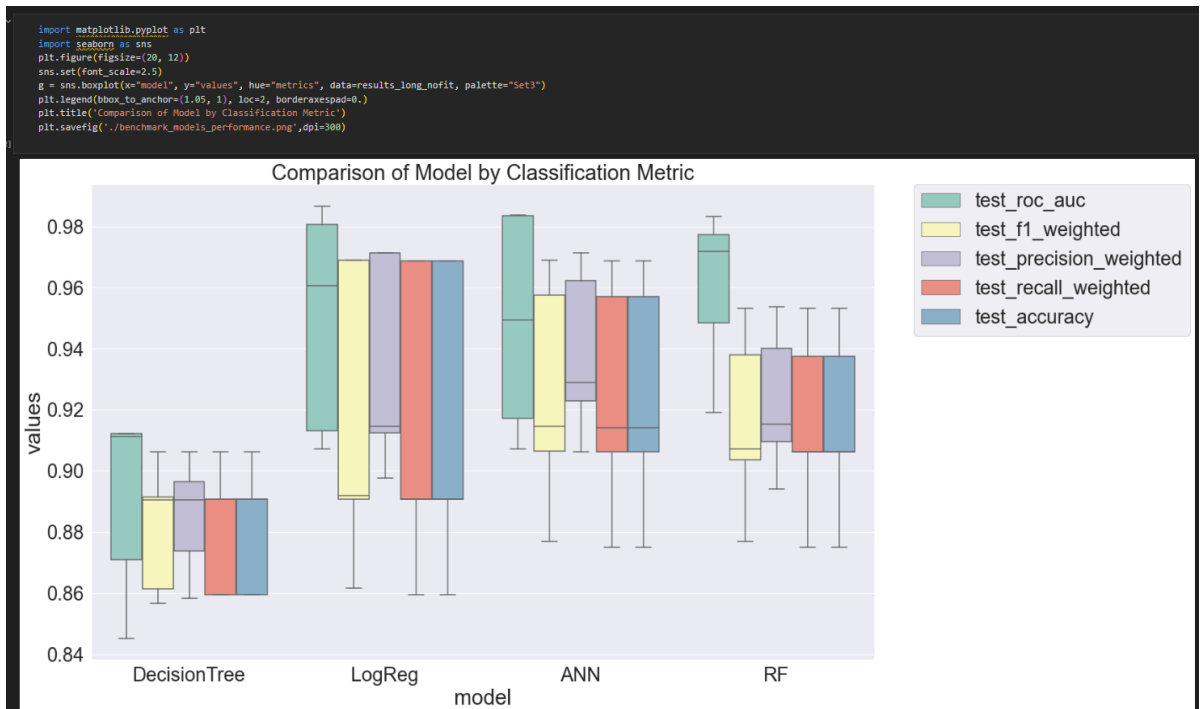 import matplotlib.pyplot as plt
import seaborn as sns
plt.figure(figsize=(20, 12))
sns.set(font_scale=2.5)
g = sns.boxplot(x="model", y="values", hue="metrics", data=results_long_nofit, palette="Set3")
plt.legend(bbox_to_anchor=(1.05, 1), loc=2, borderaxespad=0.)
plt.title('Comparison of Model by Classification Metric')
plt.savefig('./benchmark_models_performance.png',dpi=300)
Comparison of Model by Classification Metric
0.98
0.96
0.94
0.92
0.90
0.88
0.86
0.84
values
DecisionTree
LogReg
ANN
RF
model
test_roc_auc
test_f1_weighted
test_precision_weighted
test_recall_weighted
test_accuracy